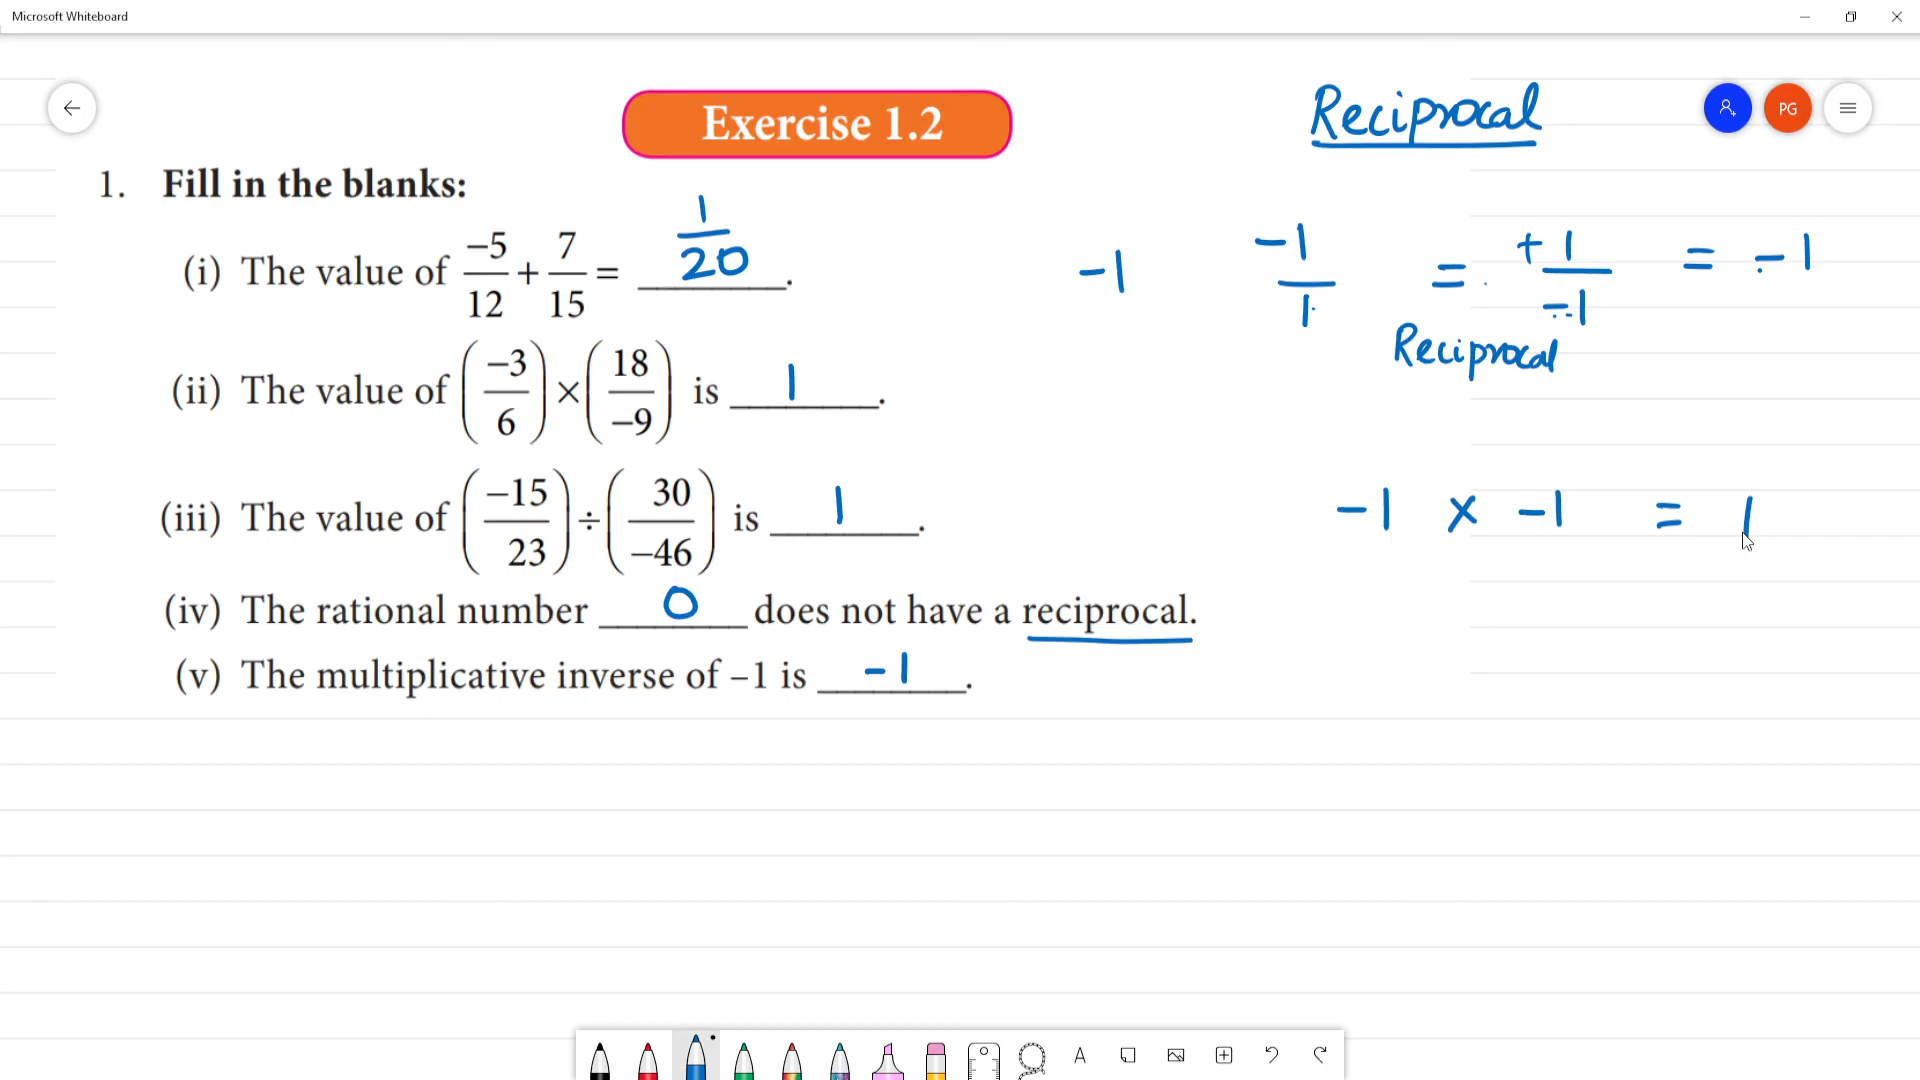 Microsoft Whiteboard
Exercise 1.2
Reciprocal
PG
1. Fill in the blanks:
(i) The value of −5/12 + 7/15 = 1/20.
-1 -1/1 = +1/-1 = -1
Reciprocal
(ii) The value of (−3/6) × (18/−9) is 1.
(iii) The value of (−15/23) ÷ (30/−46) is 1.
-1 x -1 = 1
(iv) The rational number 0 does not have a reciprocal.
(v) The multiplicative inverse of –1 is -1.
A